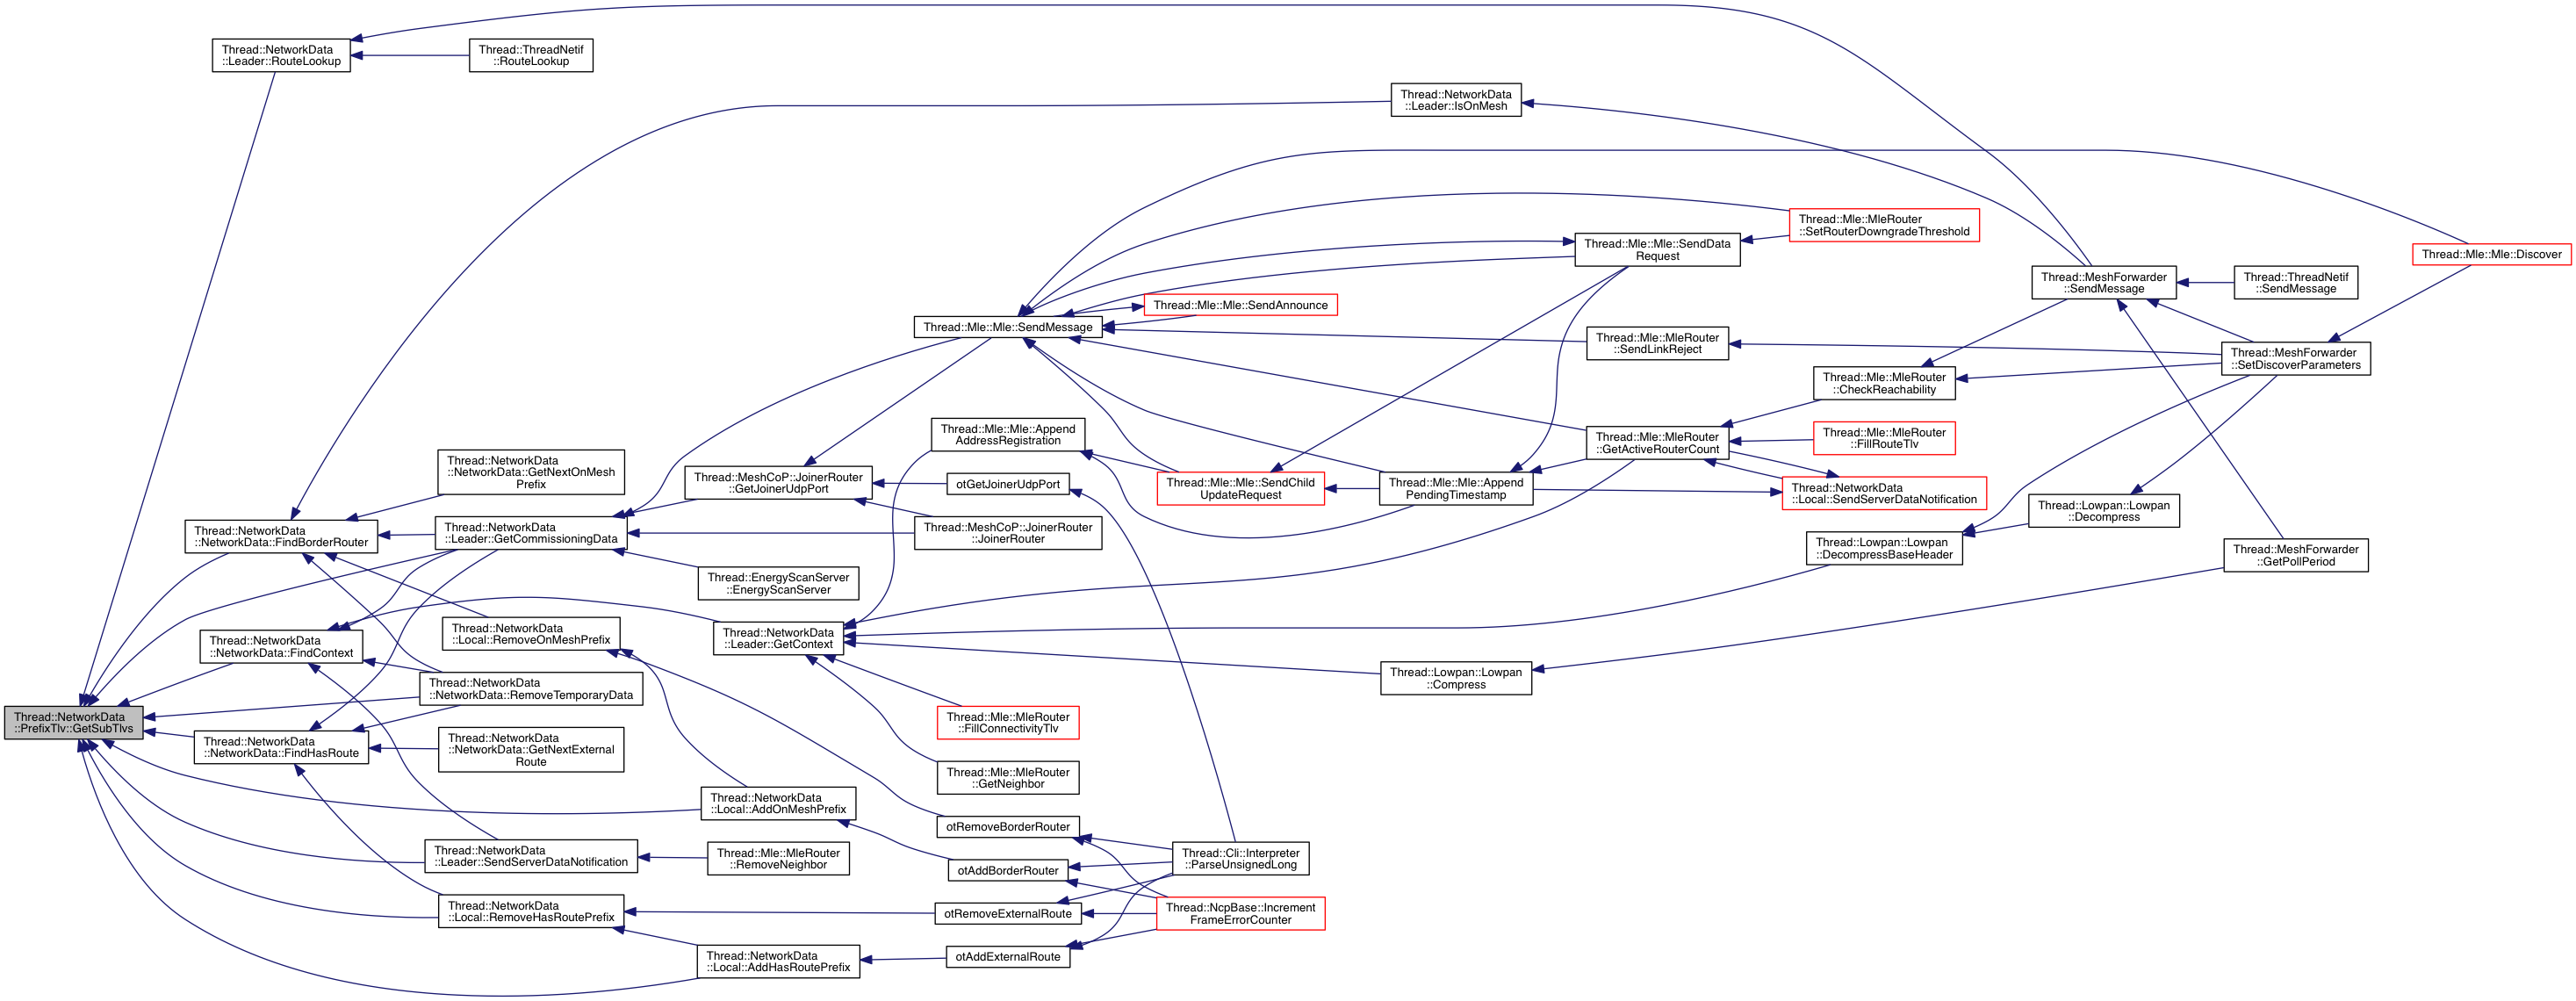 Thread::NetworkData
::PrefixTlv::GetSubTlvs
Thread::NetworkData
::Leader::RouteLookup
Thread::ThreadNetif
::RouteLookup
Thread::NetworkData
::NetworkData::FindBorderRouter
Thread::NetworkData
::NetworkData::FindContext
Thread::NetworkData
::NetworkData::FindHasRoute
Thread::NetworkData
::NetworkData::GetNextOnMesh
Prefix
Thread::NetworkData
::Leader::GetCommissioningData
Thread::NetworkData
::Local::RemoveOnMeshPrefix
Thread::NetworkData
::NetworkData::RemoveTemporaryData
Thread::NetworkData
::NetworkData::GetNextExternal
Route
Thread::NetworkData
::Leader::SendServerDataNotification
Thread::NetworkData
::Local::RemoveHasRoutePrefix
Thread::MeshCoP::JoinerRouter
::GetJoinerUdpPort
Thread::EnergyScanServer
::EnergyScanServer
Thread::NetworkData
::Leader::GetContext
Thread::NetworkData
::Local::AddOnMeshPrefix
Thread::Mle::MleRouter
::RemoveNeighbor
Thread::NetworkData
::Local::AddHasRoutePrefix
Thread::Mle::Mle::SendMessage
Thread::Mle::Mle::Append
AddressRegistration
otGetJoinerUdpPort
Thread::MeshCoP::JoinerRouter
::JoinerRouter
Thread::Mle::MleRouter
::FillConnectivityTlv
Thread::Mle::MleRouter
::GetNeighbor
otRemoveBorderRouter
otAddBorderRouter
otRemoveExternalRoute
otAddExternalRoute
Thread::Mle::Mle::SendAnnounce
Thread::Mle::Mle::SendChild
UpdateRequest
Thread::Cli::Interpreter
::ParseUnsignedLong
Thread::NcpBase::Increment
FrameErrorCounter
Thread::NetworkData
::Leader::IsOnMesh
Thread::Mle::Mle::Append
PendingTimestamp
Thread::Lowpan::Lowpan
::Compress
Thread::Mle::Mle::SendData
Request
Thread::Mle::MleRouter
::SendLinkReject
Thread::Mle::MleRouter
::GetActiveRouterCount
Thread::Mle::MleRouter
::SetRouterDowngradeThreshold
Thread::Mle::MleRouter
::CheckReachability
Thread::Mle::MleRouter
::FillRouteTlv
Thread::NetworkData
::Local::SendServerDataNotification
Thread::Lowpan::Lowpan
::DecompressBaseHeader
Thread::MeshForwarder
::SendMessage
Thread::Lowpan::Lowpan
::Decompress
Thread::ThreadNetif
::SendMessage
Thread::MeshForwarder
::SetDiscoverParameters
Thread::MeshForwarder
::GetPollPeriod
Thread::Mle::Mle::Discover